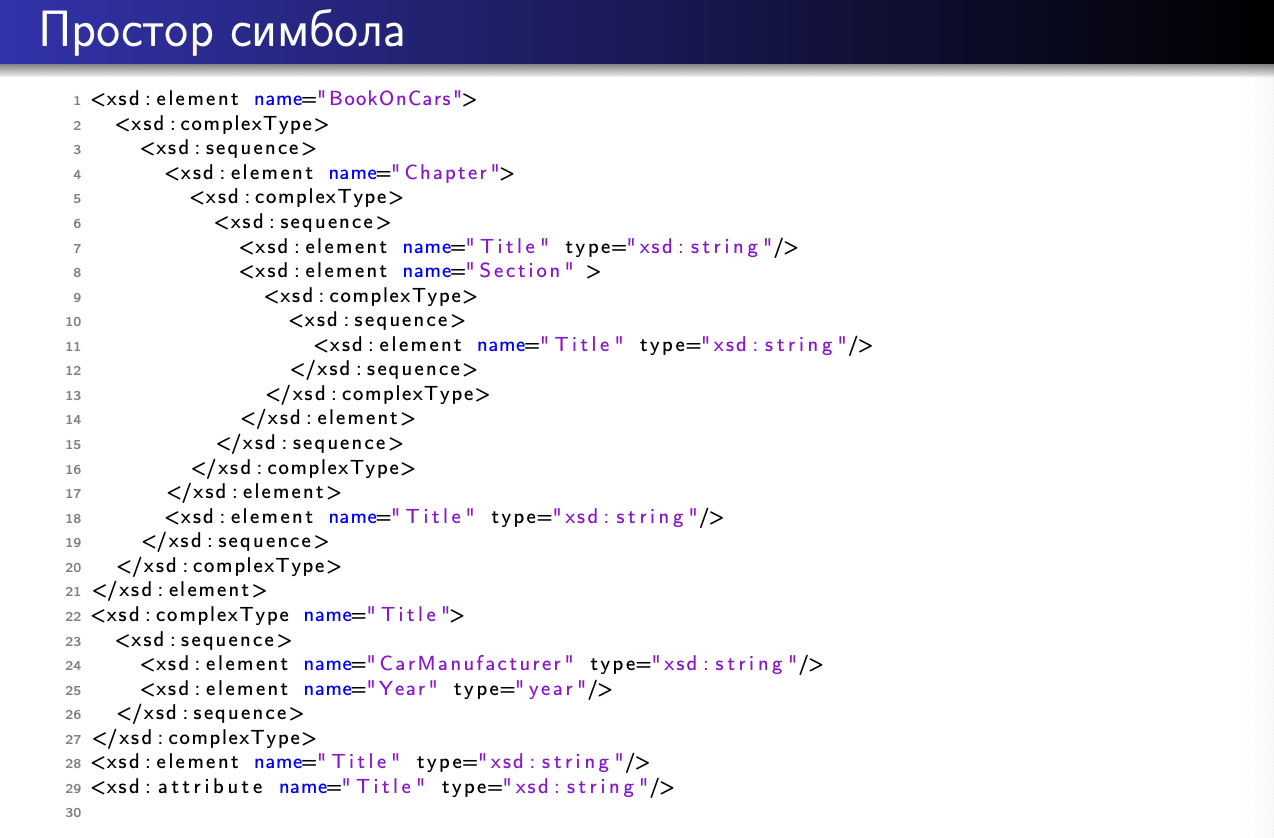 Простор симбола
1 <xsd:element name="BookOnCars">
2   <xsd:complexType>
3     <xsd:sequence>
4       <xsd:element name="Chapter">
5         <xsd:complexType>
6           <xsd:sequence>
7             <xsd:element name="Title" type="xsd:string"/>
8             <xsd:element name="Section" >
9               <xsd:complexType>
10                 <xsd:sequence>
11                   <xsd:element name="Title" type="xsd:string"/>
12                 </xsd:sequence>
13               </xsd:complexType>
14             </xsd:element>
15           </xsd:sequence>
16         </xsd:complexType>
17       </xsd:element>
18       <xsd:element name="Title" type="xsd:string"/>
19     </xsd:sequence>
20   </xsd:complexType>
21 </xsd:element>
22 <xsd:complexType name="Title">
23   <xsd:sequence>
24     <xsd:element name="CarManufacturer" type="xsd:string"/>
25     <xsd:element name="Year" type="year"/>
26   </xsd:sequence>
27 </xsd:complexType>
28 <xsd:element name="Title" type="xsd:string"/>
29 <xsd:attribute name="Title" type="xsd:string"/>
30